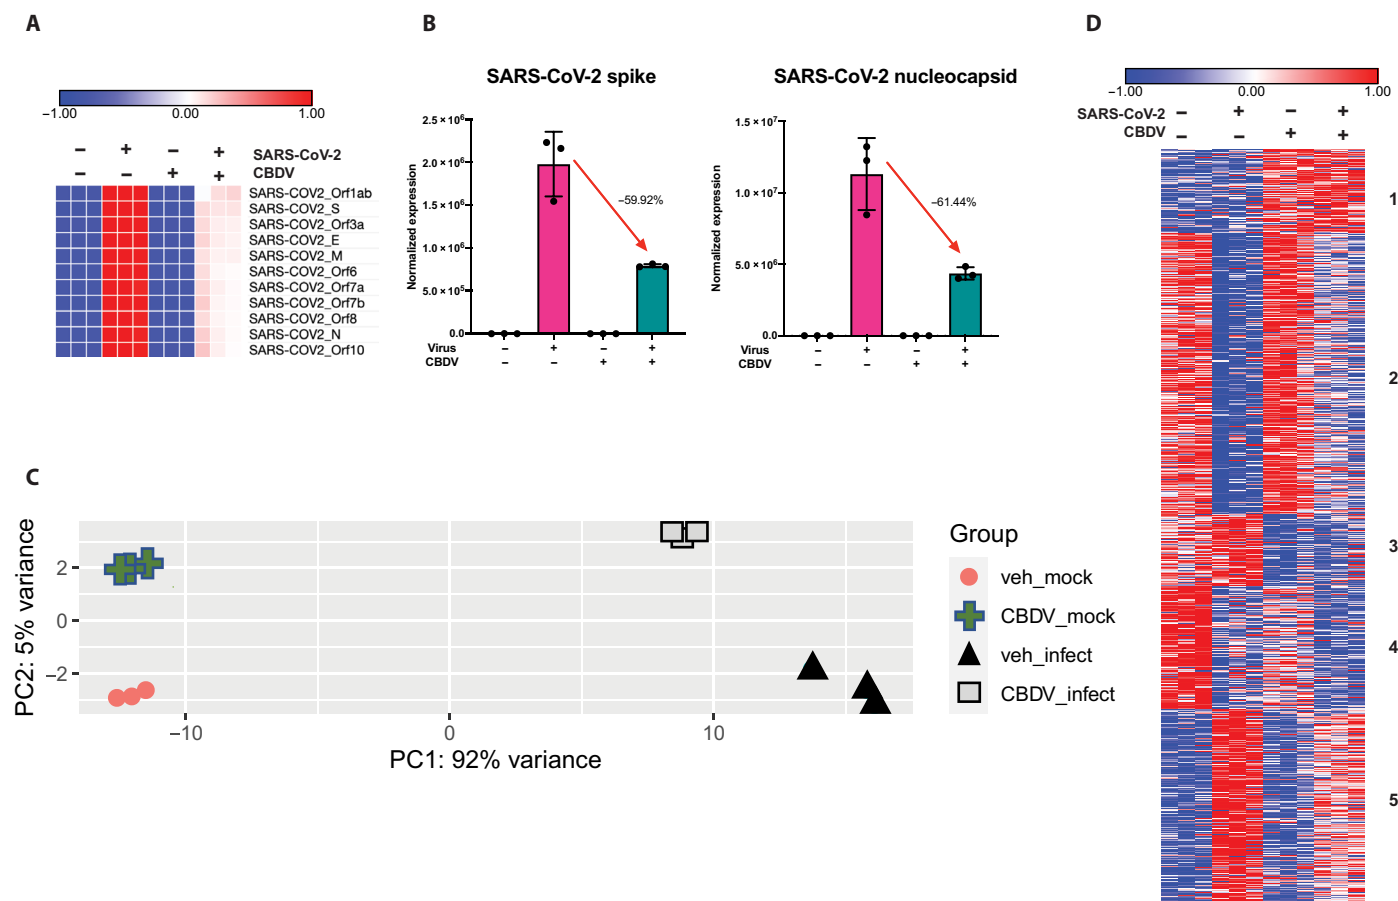 A
−1.00 0.00 1.00
− + − +
SARS-CoV-2
− − + +
CBDV
SARS-COV2_Orf1ab
SARS-COV2_S
SARS-COV2_Orf3a
SARS-COV2_E
SARS-COV2_M
SARS-COV2_Orf6
SARS-COV2_Orf7a
SARS-COV2_Orf7b
SARS-COV2_Orf8
SARS-COV2_N
SARS-COV2_Orf10
B
SARS-CoV-2 spike
Normalized expression
2.5 × 10⁶
2.0 × 10⁶
1.5 × 10⁶
1.0 × 10⁶
5.0 × 10⁵
0.0
−59.92%
Virus − + − +
CBDV − − + +
SARS-CoV-2 nucleocapsid
Normalized expression
1.5 × 10⁷
1.0 × 10⁷
5.0 × 10⁶
0.0
−61.44%
Virus − + − +
CBDV − − + +
C
PC2: 5% variance
2
0
−2
−10 0 10
PC1: 92% variance
Group
veh_mock
CBDV_mock
veh_infect
CBDV_infect
D
−1.00 0.00 1.00
SARS-CoV-2 − + − +
CBDV − − + +
1
2
3
4
5